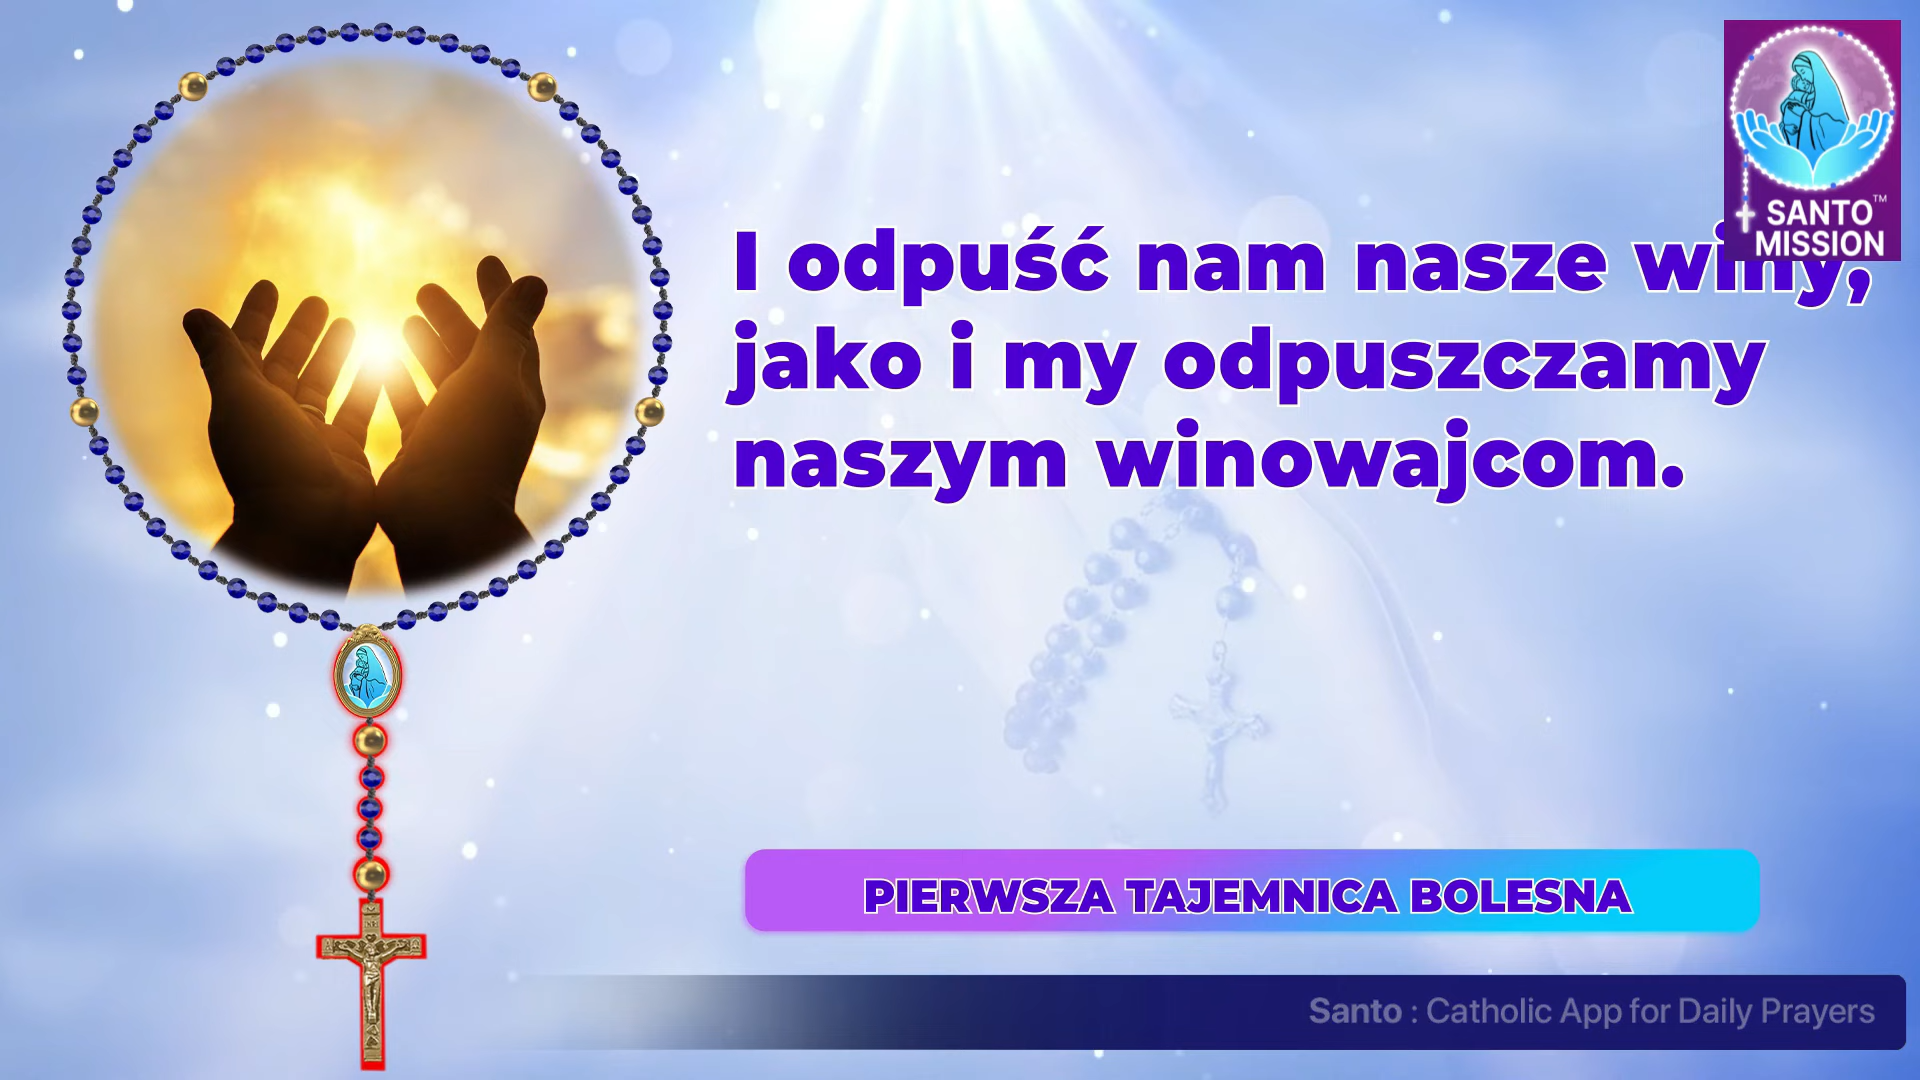 SANTO™
MISSION
I odpuść nam nasze winy,
jako i my odpuszczamy
naszym winowajcom.
PIERWSZA TAJEMNICA BOLESNA
Santo : Catholic App for Daily Prayers